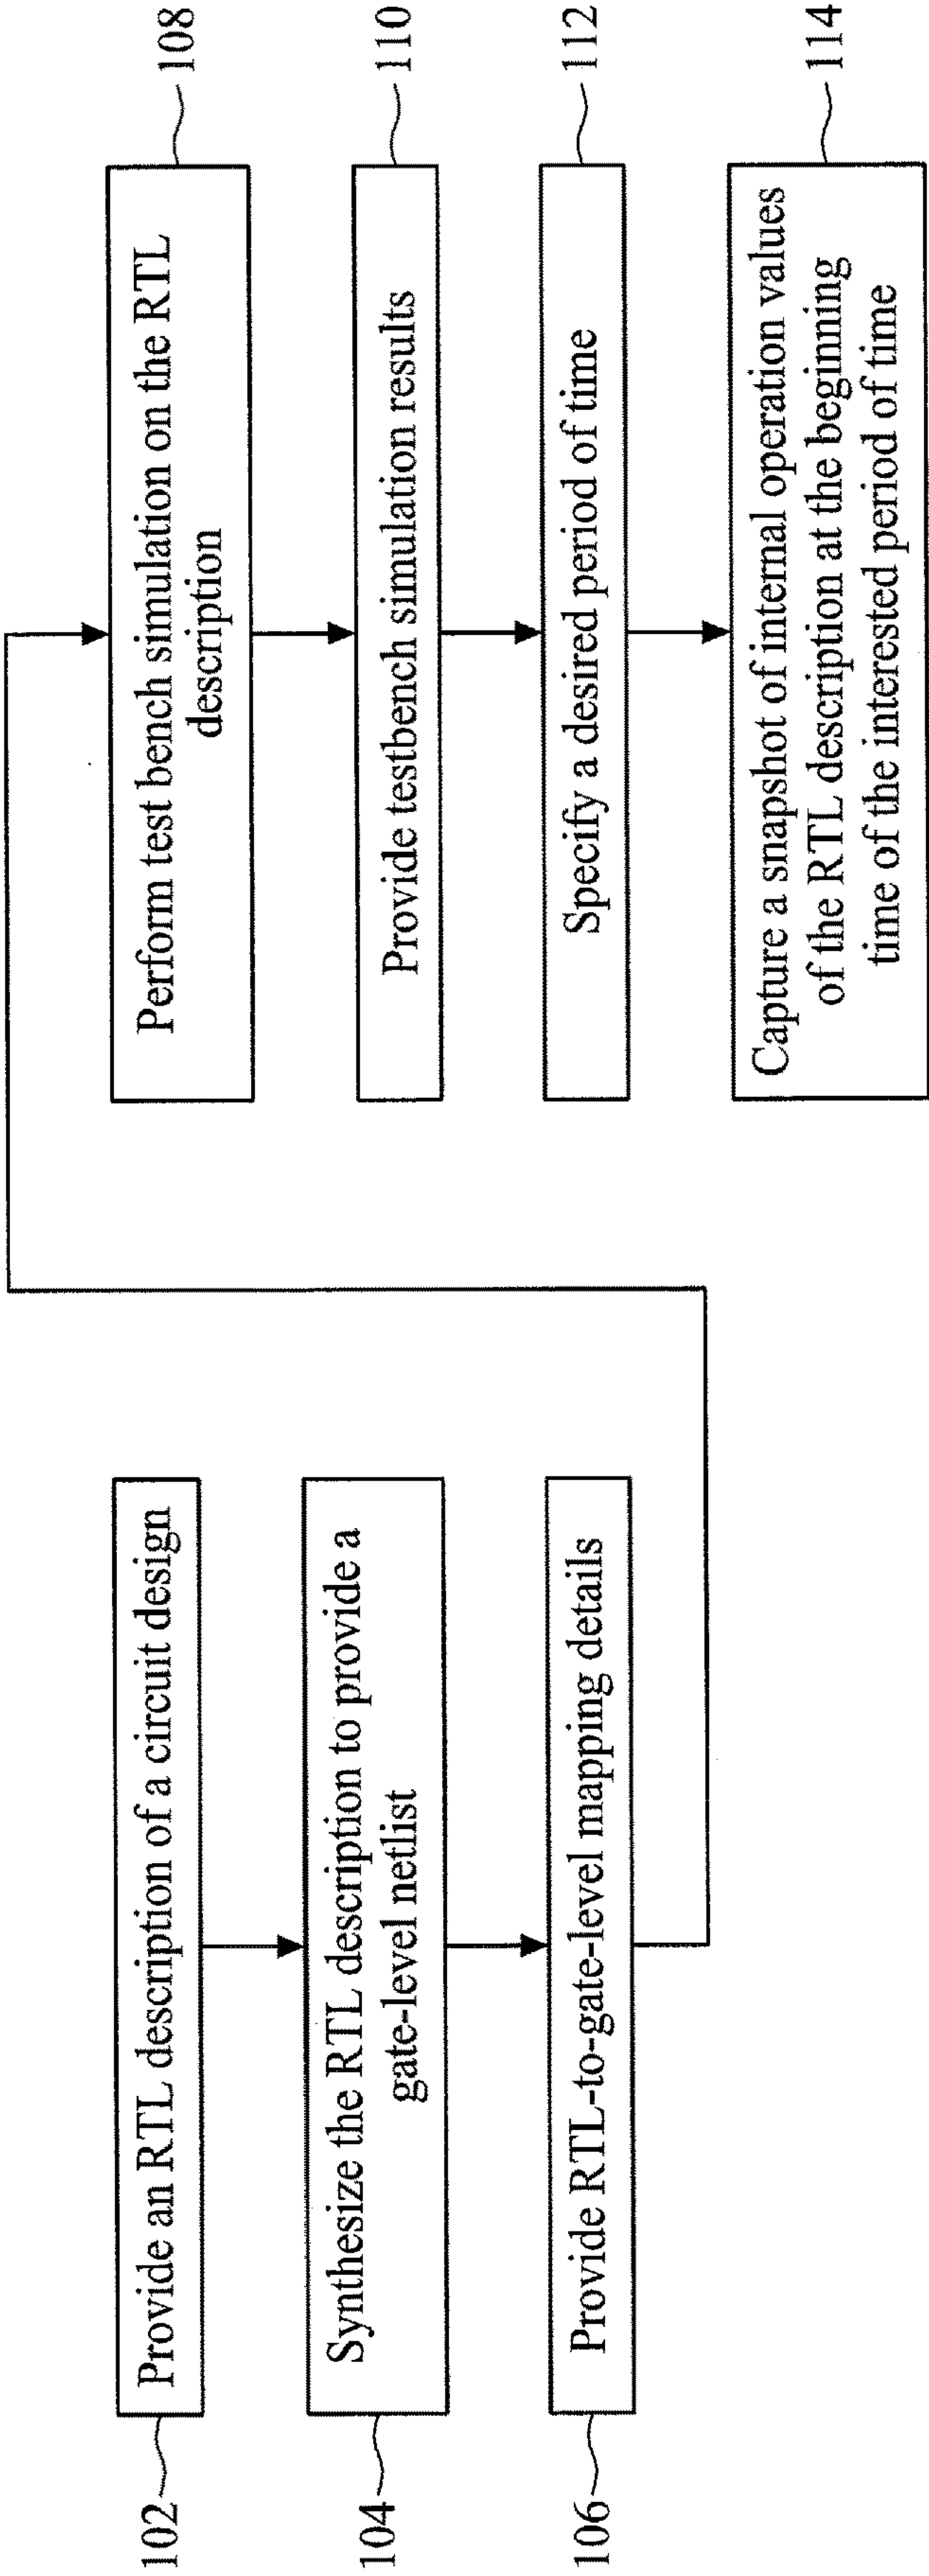 102
Provide an RTL description of a circuit design
104
Synthesize the RTL description to provide a
gate-level netlist
106
Provide RTL-to-gate-level mapping details
Perform test bench simulation on the RTL
description
108
Provide testbench simulation results
110
Specify a desired period of time
112
Capture a snapshot of internal operation values
of the RTL description at the beginning
time of the interested period of time
114